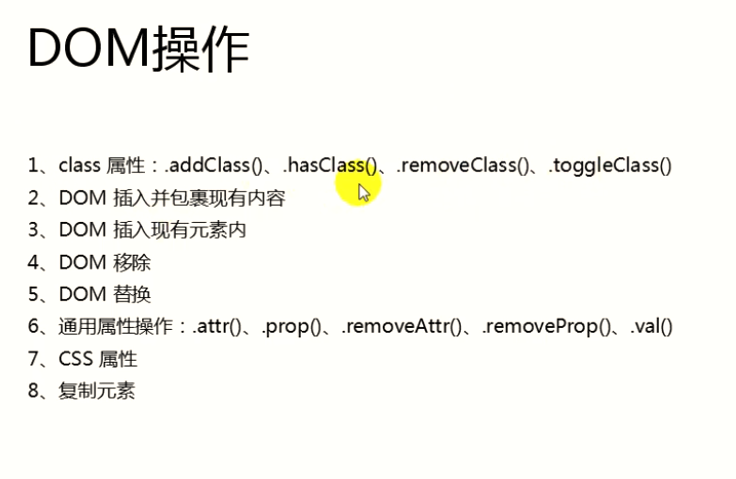 DOM操作
1、class 属性：.addClass()、.hasClass()、.removeClass()、.toggleClass()
2、DOM 插入并包裹现有内容
3、DOM 插入现有元素内
4、DOM 移除
5、DOM 替换
6、通用属性操作：.attr()、.prop()、.removeAttr()、.removeProp()、.val()
7、CSS 属性
8、复制元素